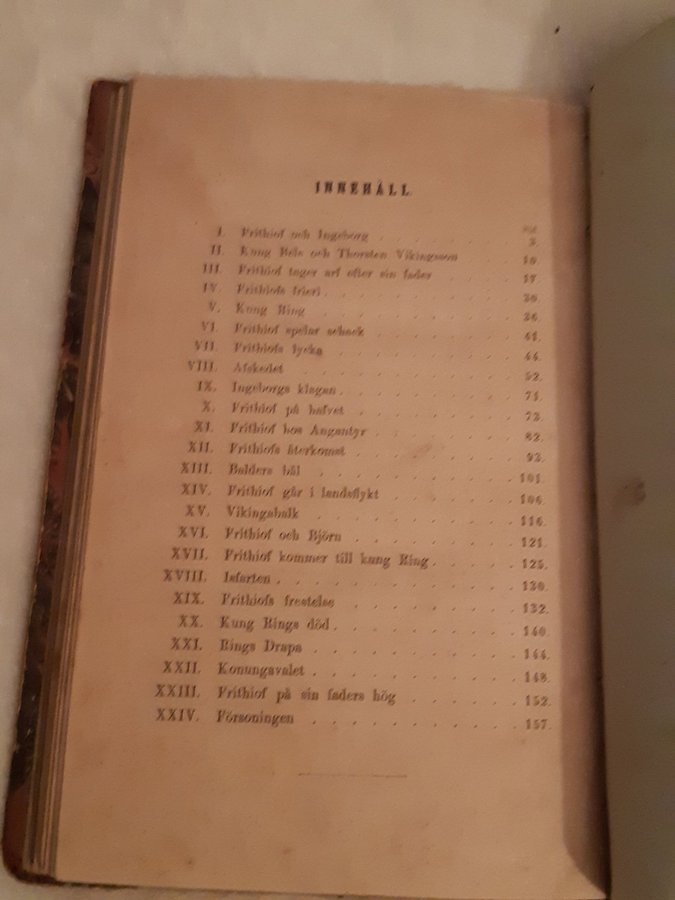 INNEHÅLL.
Sid.
I. Frithiof och Ingeborg . . . . . . . 3.
II. Kung Bele och Thorsten Vikingsson . . 10.
III. Frithiof tager arf efter sin fader . . . 17.
IV. Frithiofs frieri . . . . . . . . .
V. Kung Ring . . . . . . . . .
VI. Frithiof spelar schack . . . . . . . 41.
VII. Frithiofs lycka . . . . . . . . . 44.
VIII. Afskedet . . . . . . . . . . 52.
IX. Ingeborgs klagan . . . . . . . . . 71.
X. Frithiof på hafvet . . . . . . . . 73.
XI. Frithiof hos Angantyr . . . . . . . 82.
XII. Frithiofs återkomst . . . . . . . . 93.
XIII. Balders bål . . . . . . . . . 101.
XIV. Frithiof går i landsflykt . . . . . . 106.
XV. Vikingabalk . . . . . . . . . 116.
XVI. Frithiof och Björn . . . . . . . . 121.
XVII. Frithiof kommer till kung Ring . . . . . 125.
XVIII. Isfarten . . . . . . . . . . . 130.
XIX. Frithiofs frestelse . . . . . . . . 132.
XX. Kung Rings död . . . . . . . . . 140.
XXI. Rings Drapa . . . . . . . . . . 144.
XXII. Konungavalet . . . . . . . . . . 148.
XXIII. Frithiof på sin faders hög . . . . . . 152.
XXIV. Försoningen . . . . . . . . . . 157.